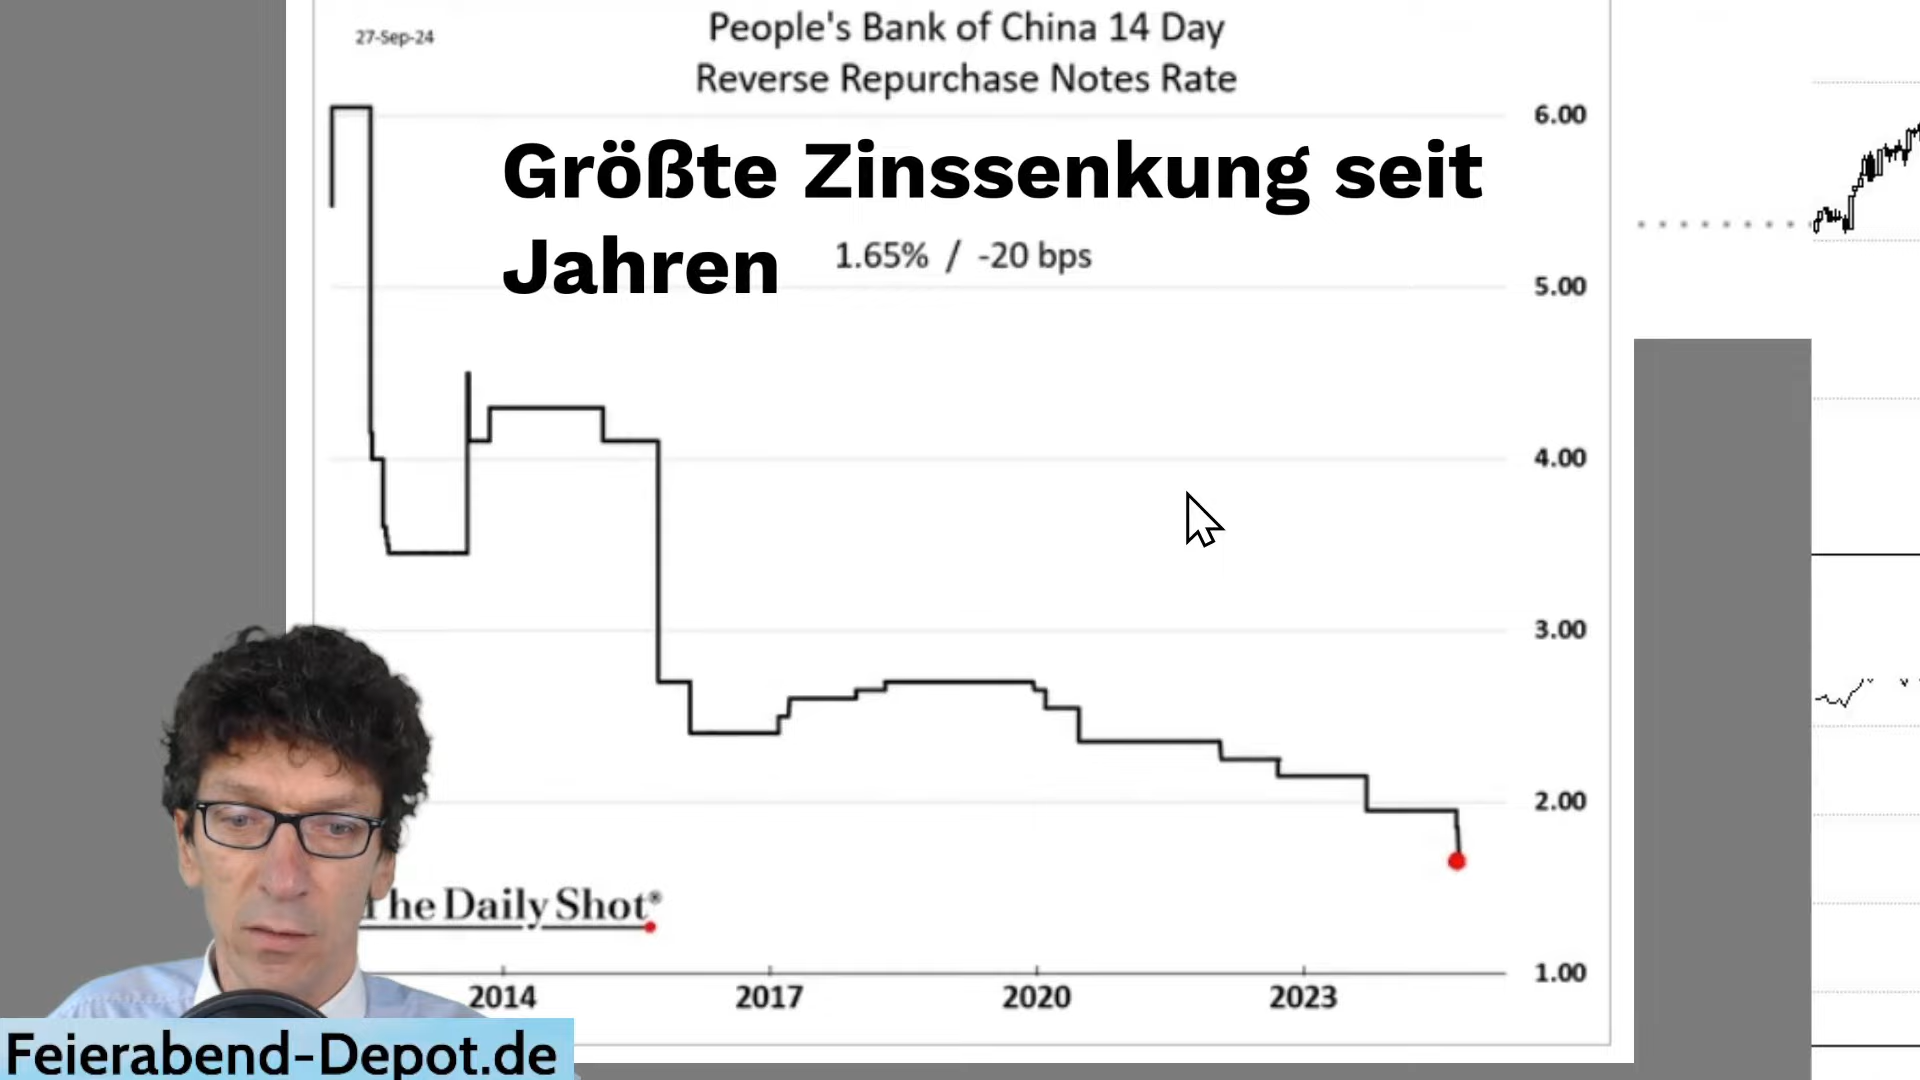 27-Sep-24
People's Bank of China 14 Day
Reverse Repurchase Notes Rate
Größte Zinssenkung seit
Jahren
1.65% / -20 bps
6.00
5.00
4.00
3.00
2.00
1.00
The Daily Shot®
2014 2017 2020 2023
Feierabend-Depot.de